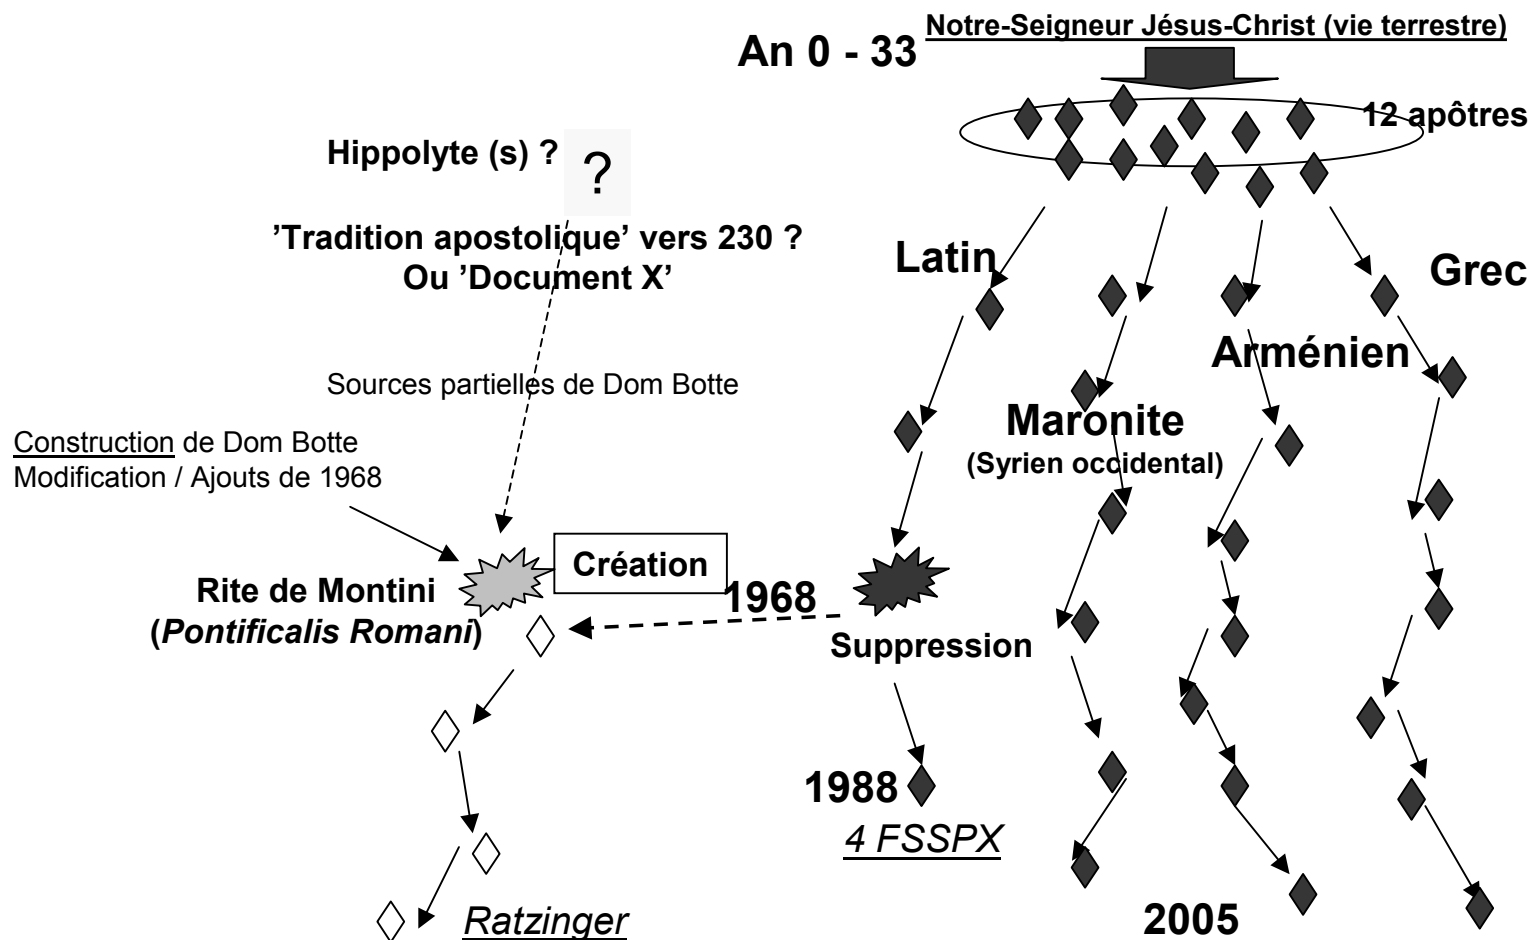 Notre-Seigneur Jésus-Christ (vie terrestre)
An 0 - 33
12 apôtres
Hippolyte (s) ?
?
’Tradition apostolique’ vers 230 ?
Ou ’Document X’
Latin
Grec
Arménien
Sources partielles de Dom Botte
Maronite
(Syrien occidental)
Construction de Dom Botte
Modification / Ajouts de 1968
Création
1968
Rite de Montini
(Pontificalis Romani)
Suppression
1988
4 FSSPX
Ratzinger
2005